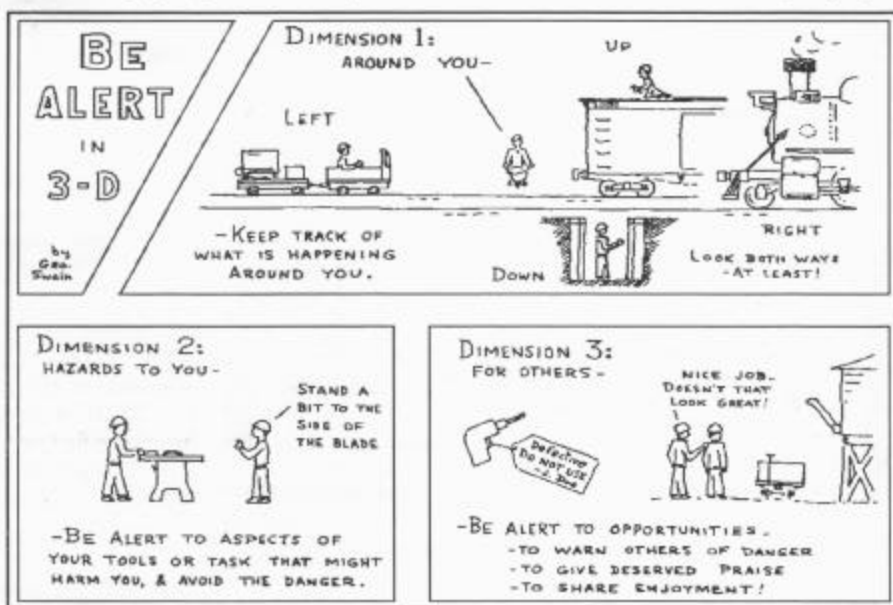 BE
ALERT
IN
3-D
by
Geo.
Swain
DIMENSION 1:
AROUND YOU-
UP
LEFT
-KEEP TRACK OF
WHAT IS HAPPENING
AROUND YOU.
DOWN
RIGHT
LOOK BOTH WAYS
-AT LEAST!
DIMENSION 2:
HAZARDS TO YOU-
STAND A
BIT TO THE
SIDE OF
THE BLADE
-BE ALERT TO ASPECTS OF
YOUR TOOLS OR TASK THAT MIGHT
HARM YOU, & AVOID THE DANGER.
DIMENSION 3:
FOR OTHERS-
NICE JOB-
DOESN'T THAT
LOOK GREAT!
Defective
DO NOT USE
-J. Doe
-BE ALERT TO OPPORTUNITIES-
-TO WARN OTHERS OF DANGER
-TO GIVE DESERVED PRAISE
-TO SHARE ENJOYMENT!